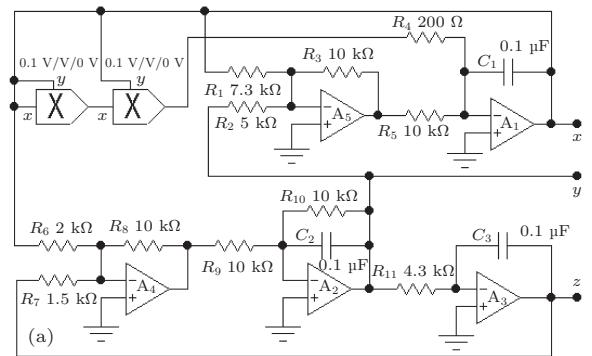 R4 200 Ω
0.1 V/V/0 V 0.1 V/V/0 V
y y
R3 10 kΩ
C1 0.1 μF
R1 7.3 kΩ
X X
x x
R2 5 kΩ
− + A5
R5 10 kΩ
− + A1
x
y
R10 10 kΩ
R6 2 kΩ
R8 10 kΩ
C2
0.1 μF
C3 0.1 μF
R9 10 kΩ
R11 4.3 kΩ
z
R7 1.5 kΩ
− + A4
− + A2
− + A3
(a)